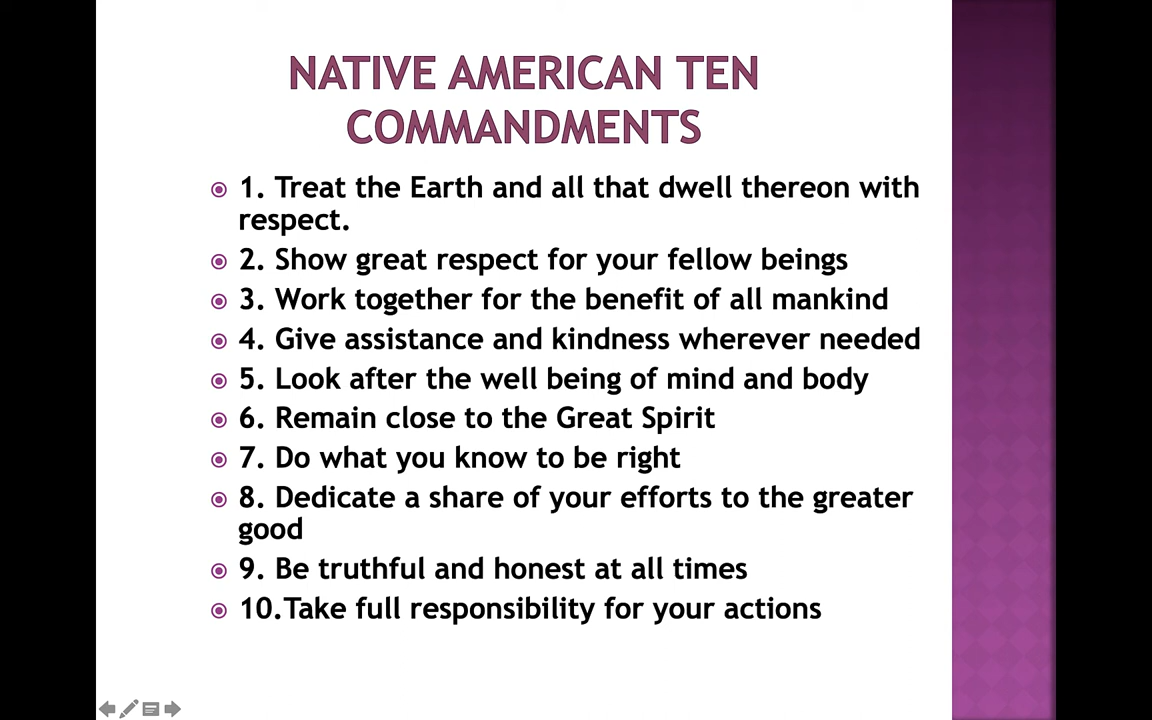 NATIVE AMERICAN TEN
COMMANDMENTS
1. Treat the Earth and all that dwell thereon with
respect.
2. Show great respect for your fellow beings
3. Work together for the benefit of all mankind
4. Give assistance and kindness wherever needed
5. Look after the well being of mind and body
6. Remain close to the Great Spirit
7. Do what you know to be right
8. Dedicate a share of your efforts to the greater
good
9. Be truthful and honest at all times
10.Take full responsibility for your actions